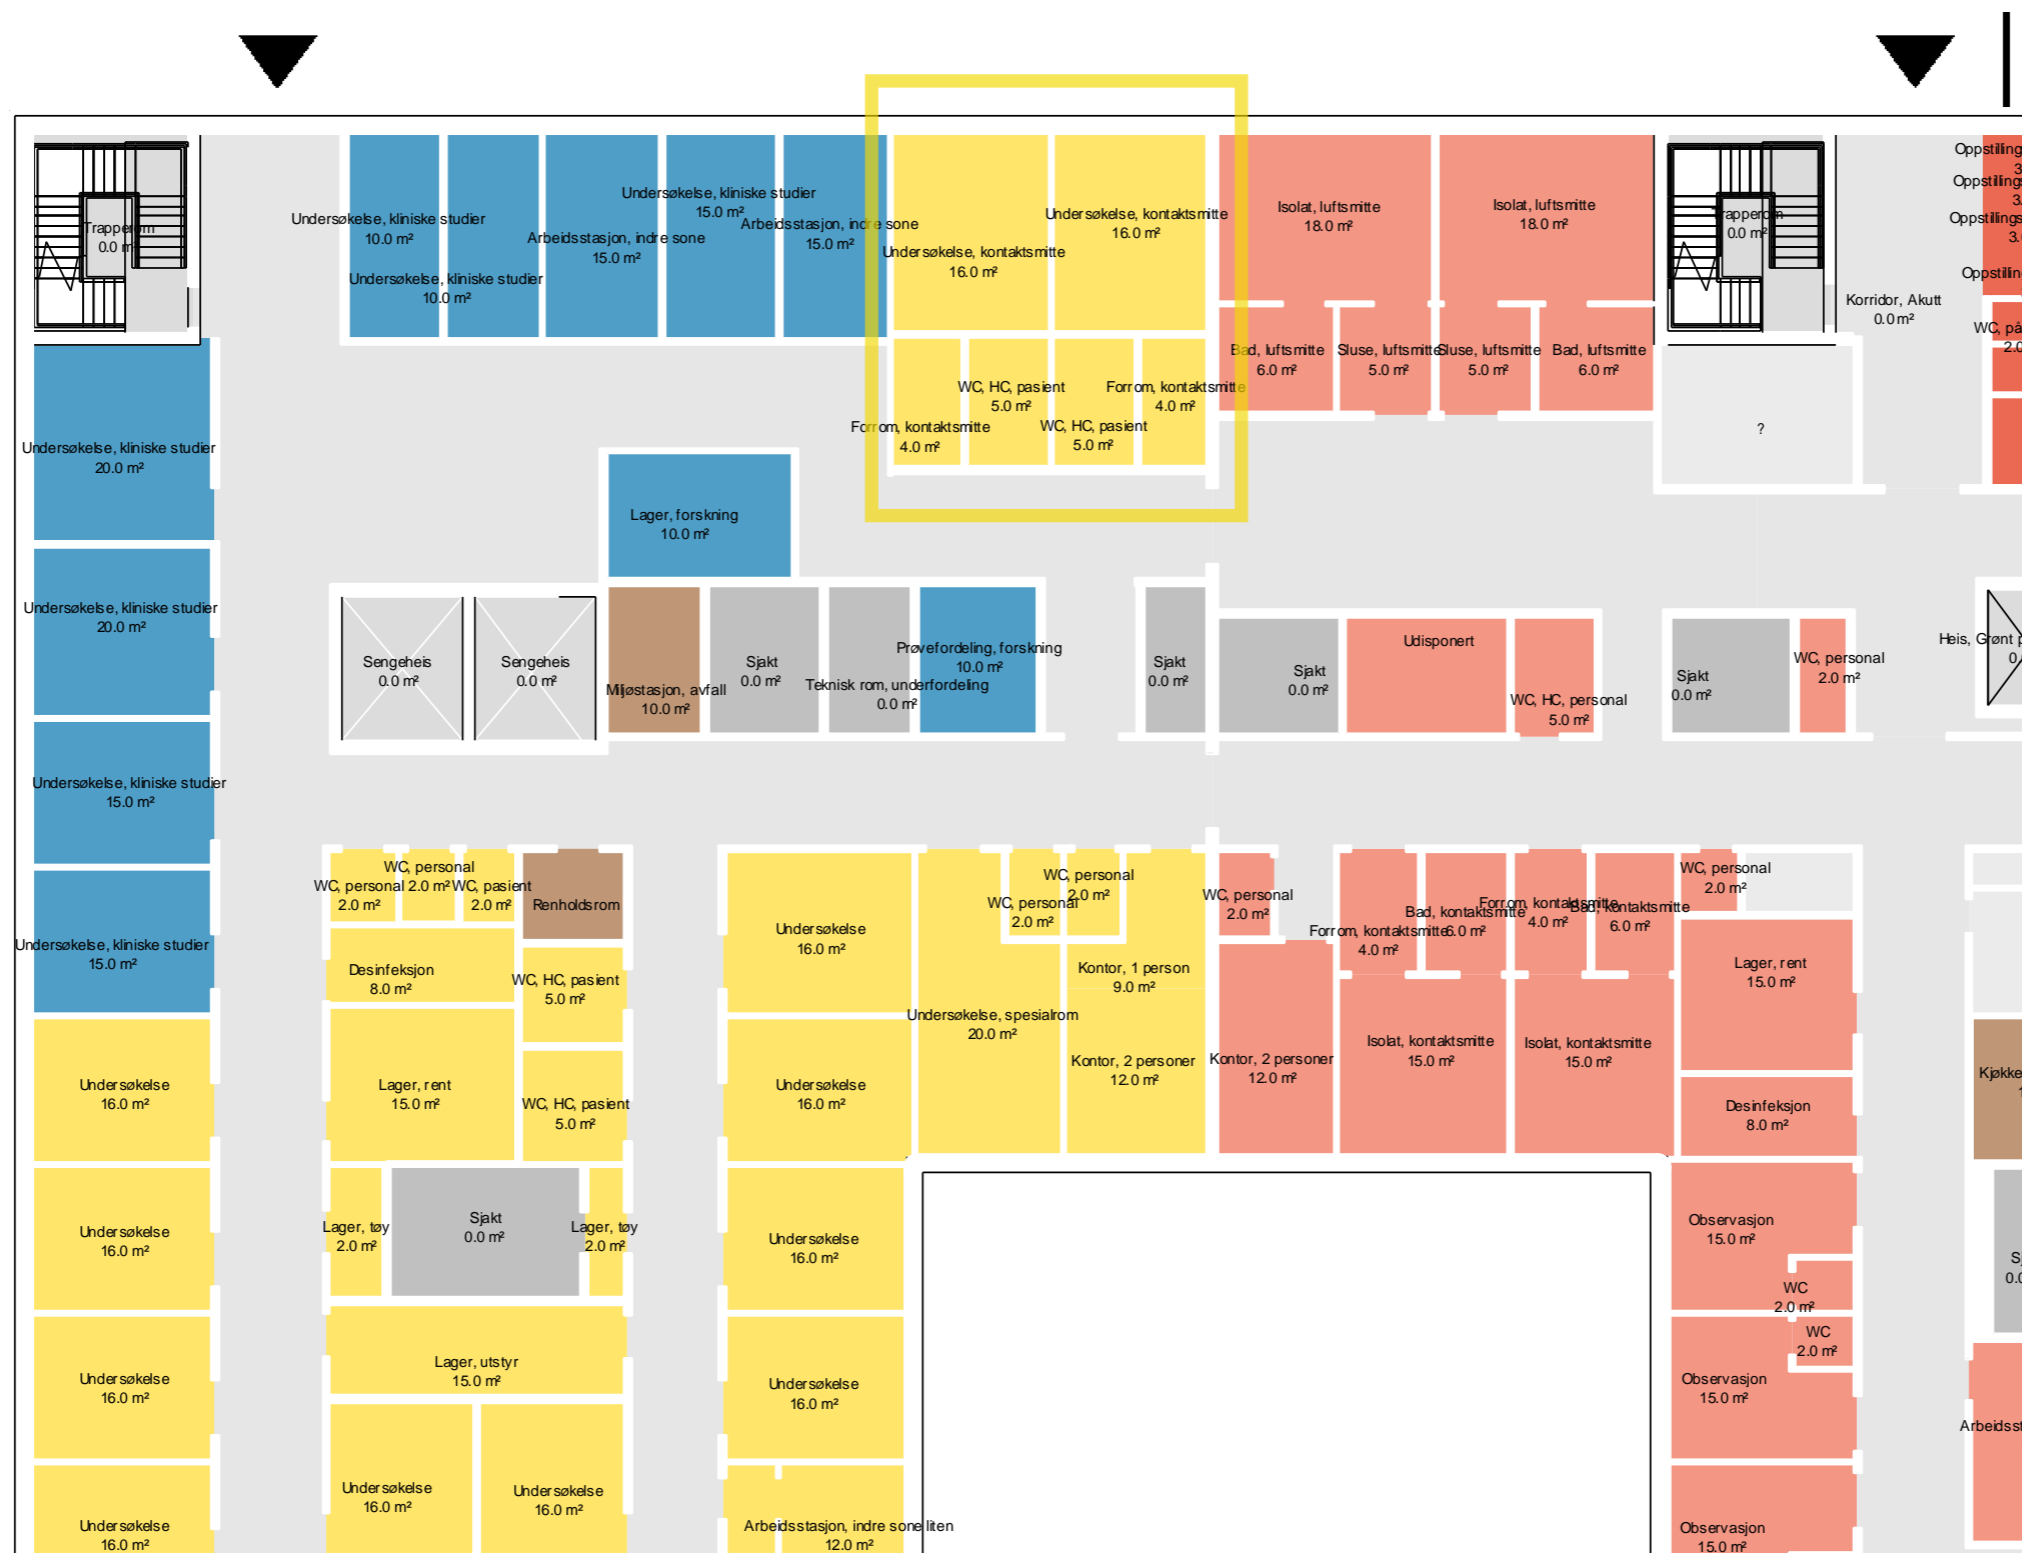 Trapperom
0.0 m²
Undersøkelse, kliniske studier
10.0 m²
Undersøkelse, kliniske studier
10.0 m²
Arbeidsstasjon, indre sone
15.0 m²
Undersøkelse, kliniske studier
15.0 m²
Arbeidsstasjon, indre sone
15.0 m²
Undersøkelse, kontaktsmitte
16.0 m²
Undersøkelse, kontaktsmitte
16.0 m²
Isolat, luftsmitte
18.0 m²
Isolat, luftsmitte
18.0 m²
Trapperom
0.0 m²
Korridor, Akutt
0.0 m²
Forrom, kontaktsmitte
4.0 m²
WC, HC, pasient
5.0 m²
WC, HC, pasient
5.0 m²
Forrom, kontaktsmitte
4.0 m²
Bad, luftsmitte
6.0 m²
Sluse, luftsmitte
5.0 m²
Sluse, luftsmitte
5.0 m²
Bad, luftsmitte
6.0 m²
?
Undersøkelse, kliniske studier
20.0 m²
Lager, forskning
10.0 m²
Undersøkelse, kliniske studier
20.0 m²
Sengeheis
0.0 m²
Sengeheis
0.0 m²
Miljøstasjon, avfall
10.0 m²
Sjakt
0.0 m²
Teknisk rom, underfordeling
0.0 m²
Prøvefordeling, forskning
10.0 m²
Sjakt
0.0 m²
Sjakt
0.0 m²
Udisponert
WC, HC, personal
5.0 m²
Sjakt
0.0 m²
WC, personal
2.0 m²
Heis, Grønt
Undersøkelse, kliniske studier
15.0 m²
Undersøkelse, kliniske studier
15.0 m²
WC, personal
2.0 m²
WC, personal
2.0 m²
WC, pasient
2.0 m²
Renholdsrom
Undersøkelse
16.0 m²
WC, personal
2.0 m²
WC, personal
2.0 m²
WC, personal
2.0 m²
Forrom, kontaktsmitte
4.0 m²
Bad, kontaktsmitte
6.0 m²
Forrom, kontaktsmitte
4.0 m²
Bad, kontaktsmitte
6.0 m²
WC, personal
2.0 m²
Desinfeksjon
8.0 m²
WC, HC, pasient
5.0 m²
Undersøkelse, spesialrom
20.0 m²
Kontor, 1 person
9.0 m²
Lager, rent
15.0 m²
Undersøkelse
16.0 m²
Lager, rent
15.0 m²
WC, HC, pasient
5.0 m²
Undersøkelse
16.0 m²
Kontor, 2 personer
12.0 m²
Kontor, 2 personer
12.0 m²
Isolat, kontaktsmitte
15.0 m²
Isolat, kontaktsmitte
15.0 m²
Desinfeksjon
8.0 m²
Undersøkelse
16.0 m²
Lager, tøy
2.0 m²
Sjakt
0.0 m²
Lager, tøy
2.0 m²
Undersøkelse
16.0 m²
Observasjon
15.0 m²
WC
2.0 m²
WC
2.0 m²
Undersøkelse
16.0 m²
Lager, utstyr
15.0 m²
Undersøkelse
16.0 m²
Observasjon
15.0 m²
Undersøkelse
16.0 m²
Undersøkelse
16.0 m²
Undersøkelse
16.0 m²
Arbeidsstasjon, indre sone liten
12.0 m²
Observasjon
15.0 m²